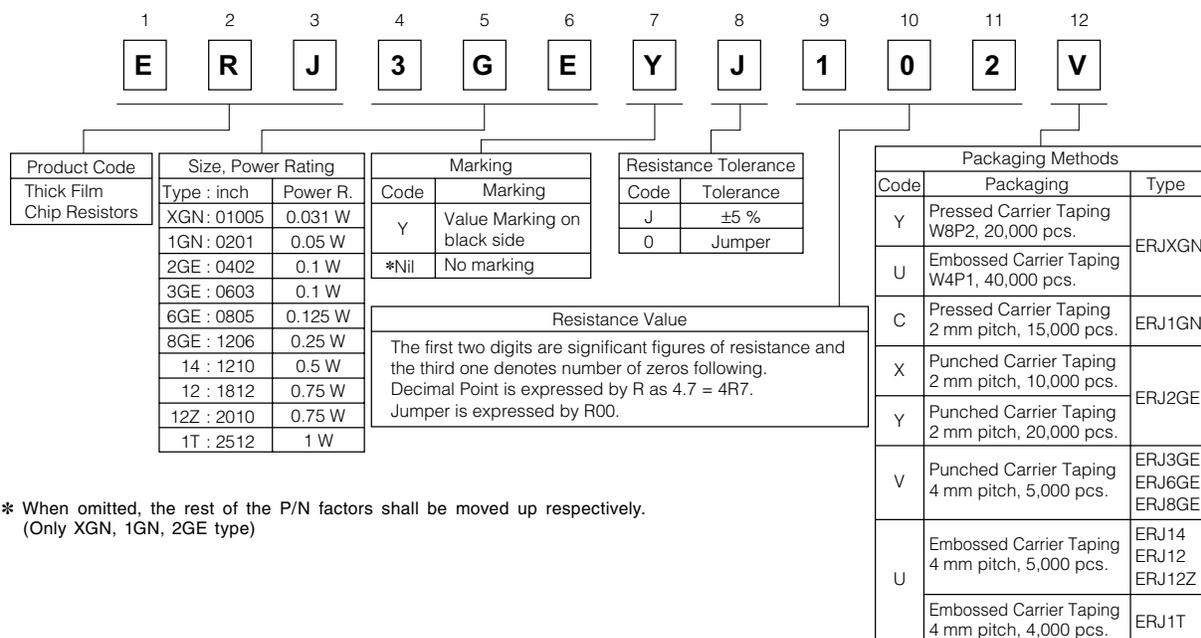 1 2 3 4 5 6 7 8 9 10 11 12
E R J 3 G E Y J 1 0 2 V
Product Code
Thick Film
Chip Resistors
Size, Power Rating
Type : inch Power R.
XGN : 01005 0.031 W
1GN : 0201 0.05 W
2GE : 0402 0.1 W
3GE : 0603 0.1 W
6GE : 0805 0.125 W
8GE : 1206 0.25 W
14 : 1210 0.5 W
12 : 1812 0.75 W
12Z : 2010 0.75 W
1T : 2512 1 W
Marking
Code Marking
Y Value Marking on
black side
✻Nil No marking
Resistance Tolerance
Code Tolerance
J ±5 %
0 Jumper
Resistance Value
The first two digits are significant figures of resistance and
the third one denotes number of zeros following.
Decimal Point is expressed by R as 4.7 = 4R7.
Jumper is expressed by R00.
Packaging Methods
Code Packaging Type
Y Pressed Carrier Taping
W8P2, 20,000 pcs.
ERJXGN
U Embossed Carrier Taping
W4P1, 40,000 pcs.
C Pressed Carrier Taping
2 mm pitch, 15,000 pcs.
ERJ1GN
X Punched Carrier Taping
2 mm pitch, 10,000 pcs.
ERJ2GE
Y Punched Carrier Taping
2 mm pitch, 20,000 pcs.
V Punched Carrier Taping
4 mm pitch, 5,000 pcs.
ERJ3GE
ERJ6GE
ERJ8GE
U Embossed Carrier Taping
4 mm pitch, 5,000 pcs.
ERJ14
ERJ12
ERJ12Z
Embossed Carrier Taping
4 mm pitch, 4,000 pcs.
ERJ1T
✻ When omitted, the rest of the P/N factors shall be moved up respectively.
(Only XGN, 1GN, 2GE type)